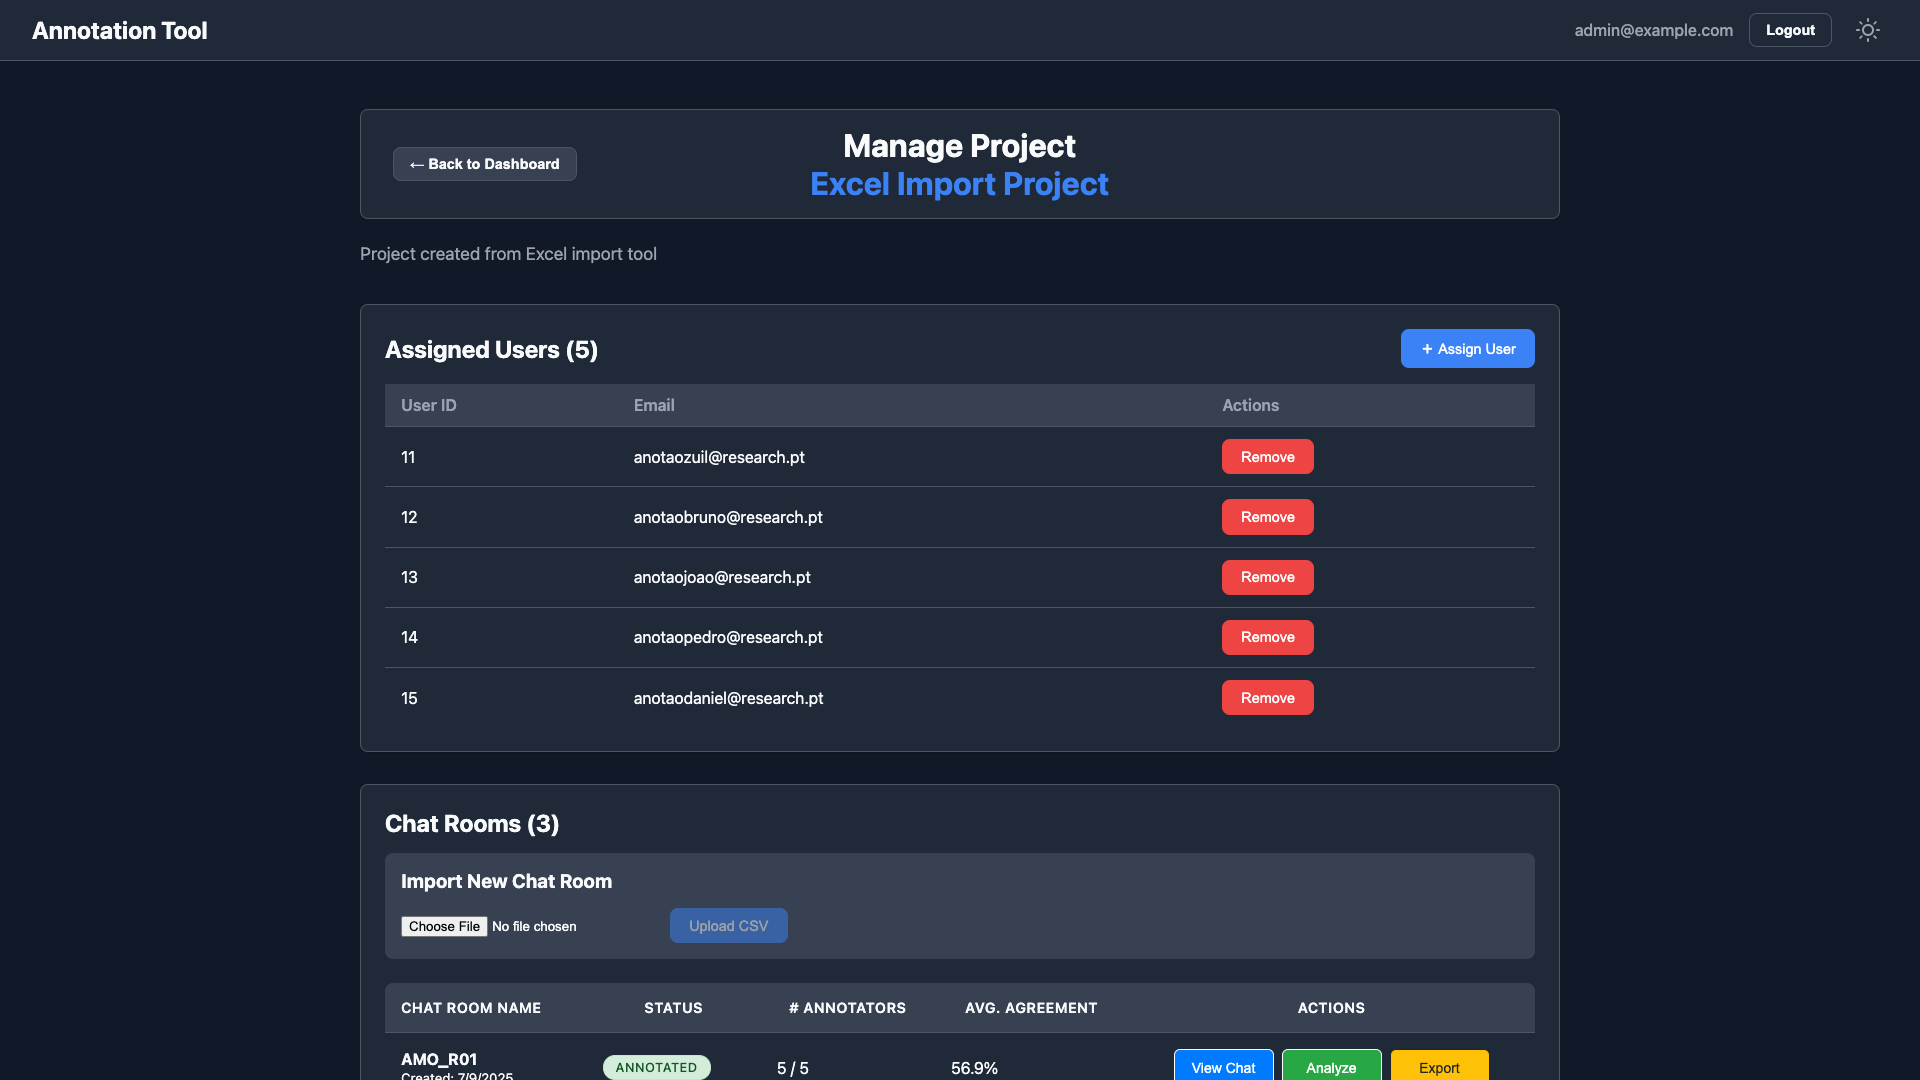 Annotation Tool
admin@example.com
Logout
← Back to Dashboard
Manage Project
Excel Import Project
Project created from Excel import tool
Assigned Users (5)
+ Assign User
User ID Email Actions
11 anotaozuil@research.pt Remove
12 anotaobruno@research.pt Remove
13 anotaojoao@research.pt Remove
14 anotaopedro@research.pt Remove
15 anotaodaniel@research.pt Remove
Chat Rooms (3)
Import New Chat Room
Choose File No file chosen Upload CSV
CHAT ROOM NAME STATUS # ANNOTATORS AVG. AGREEMENT ACTIONS
AMO_R01 ANNOTATED 5 / 5 56.9% View Chat Analyze Export
Created: 7/9/2025